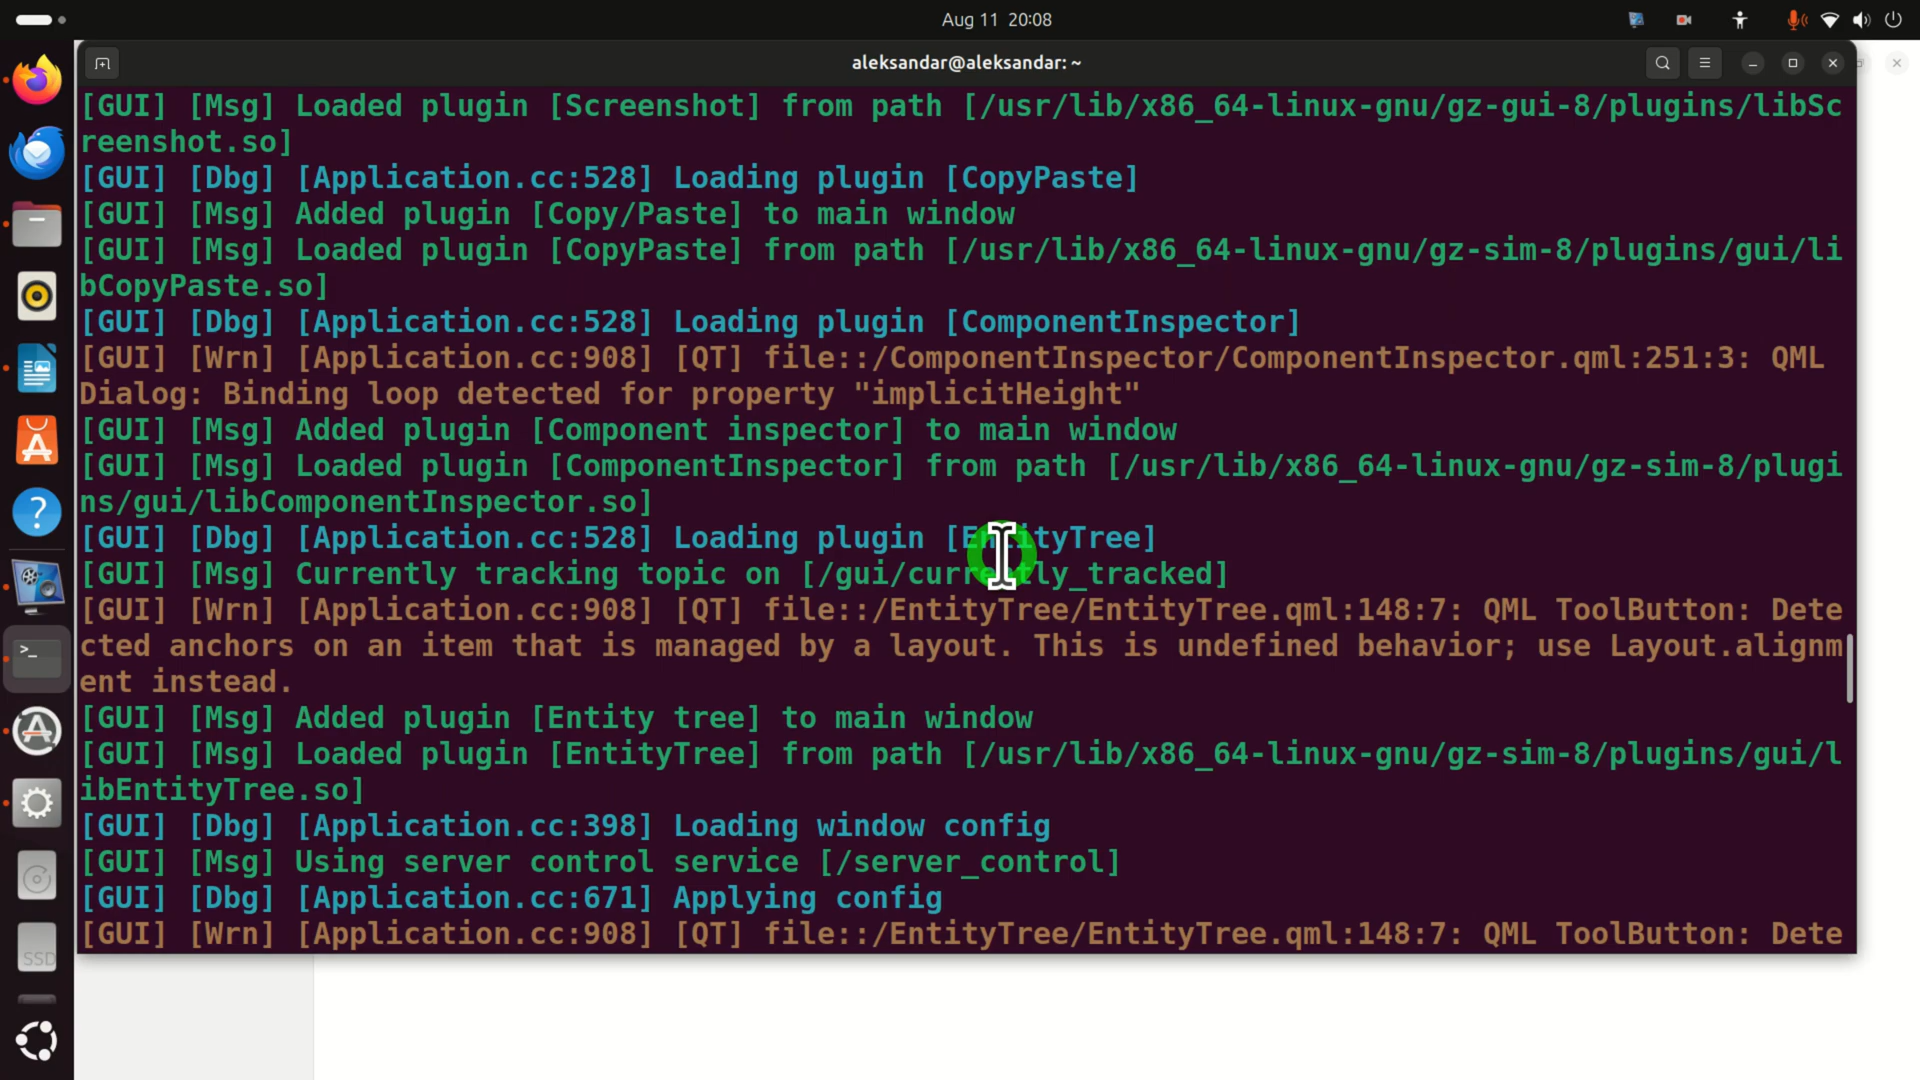 Aug 11 20:08
aleksandar@aleksandar: ~
[GUI] [Msg] Loaded plugin [Screenshot] from path [/usr/lib/x86_64-linux-gnu/gz-gui-8/plugins/libSc
reenshot.so]
[GUI] [Dbg] [Application.cc:528] Loading plugin [CopyPaste]
[GUI] [Msg] Added plugin [Copy/Paste] to main window
[GUI] [Msg] Loaded plugin [CopyPaste] from path [/usr/lib/x86_64-linux-gnu/gz-sim-8/plugins/gui/li
bCopyPaste.so]
[GUI] [Dbg] [Application.cc:528] Loading plugin [ComponentInspector]
[GUI] [Wrn] [Application.cc:908] [QT] file::/ComponentInspector/ComponentInspector.qml:251:3: QML
Dialog: Binding loop detected for property "implicitHeight"
[GUI] [Msg] Added plugin [Component inspector] to main window
[GUI] [Msg] Loaded plugin [ComponentInspector] from path [/usr/lib/x86_64-linux-gnu/gz-sim-8/plugi
ns/gui/libComponentInspector.so]
[GUI] [Dbg] [Application.cc:528] Loading plugin [EntityTree]
[GUI] [Msg] Currently tracking topic on [/gui/currently_tracked]
[GUI] [Wrn] [Application.cc:908] [QT] file::/EntityTree/EntityTree.qml:148:7: QML ToolButton: Dete
cted anchors on an item that is managed by a layout. This is undefined behavior; use Layout.alignm
ent instead.
[GUI] [Msg] Added plugin [Entity tree] to main window
[GUI] [Msg] Loaded plugin [EntityTree] from path [/usr/lib/x86_64-linux-gnu/gz-sim-8/plugins/gui/l
ibEntityTree.so]
[GUI] [Dbg] [Application.cc:398] Loading window config
[GUI] [Msg] Using server control service [/server_control]
[GUI] [Dbg] [Application.cc:671] Applying config
[GUI] [Wrn] [Application.cc:908] [QT] file::/EntityTree/EntityTree.qml:148:7: QML ToolButton: Dete
SSD